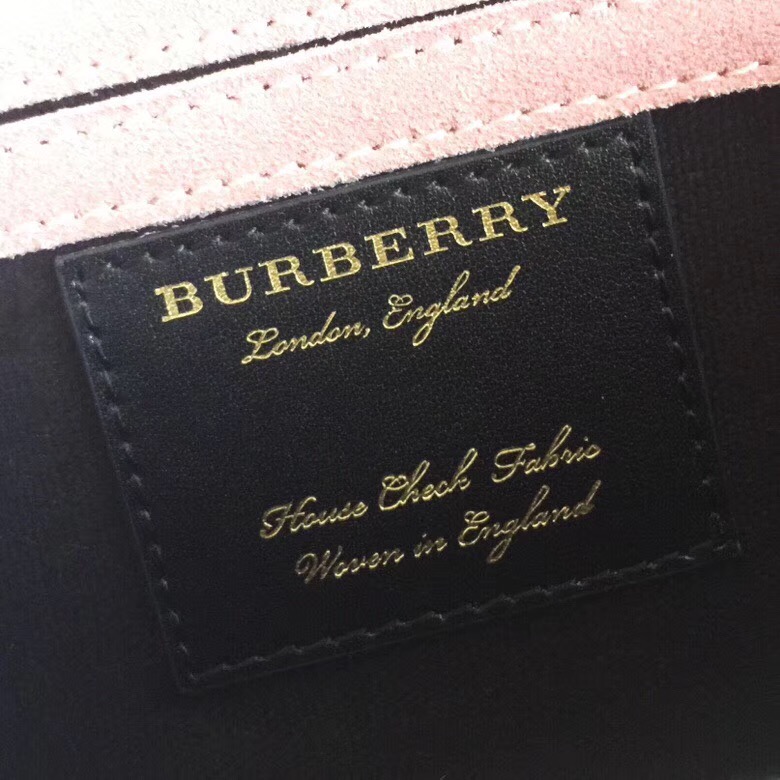 BURBERRY
London, England
House Check Fabric
Woven in England